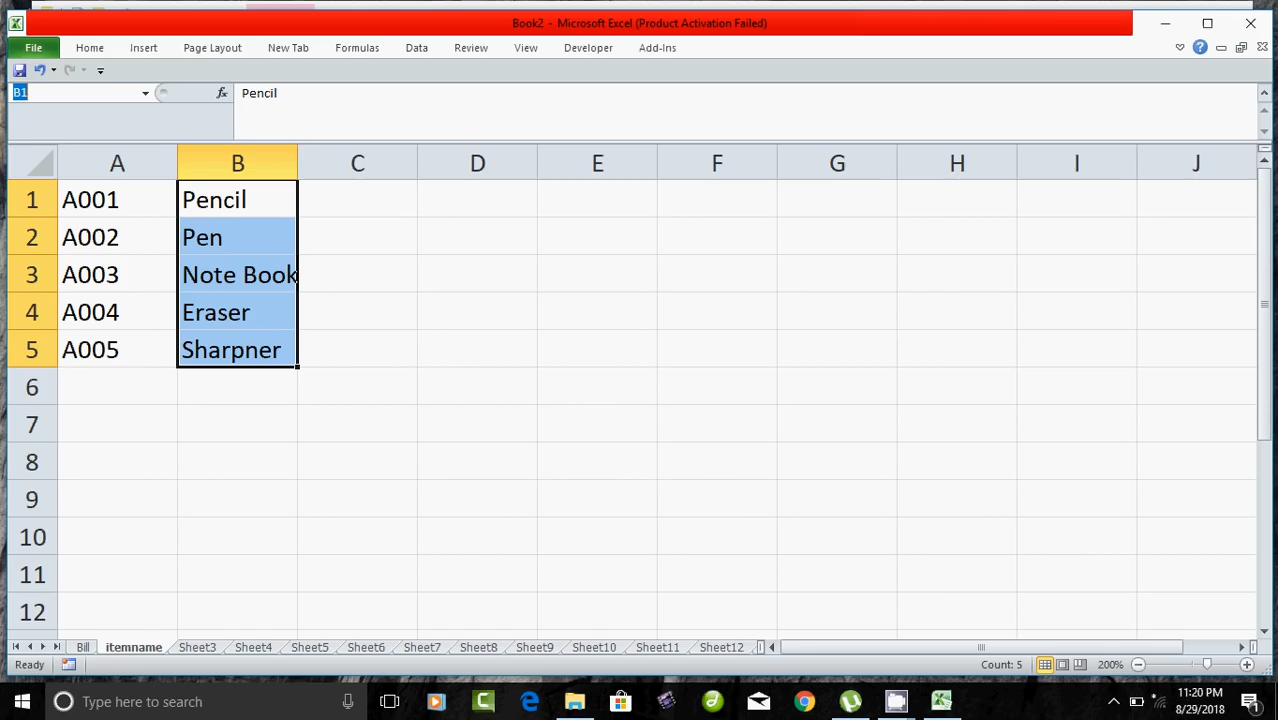 Book2 - Microsoft Excel (Product Activation Failed)
File Home Insert Page Layout New Tab Formulas Data Review View Developer Add-Ins
B1 fx Pencil
A B C D E F G H I J
1 A001 Pencil
2 A002 Pen
3 A003 Note Book
4 A004 Eraser
5 A005 Sharpner
6
7
8
9
10
11
12
Bill itemname Sheet3 Sheet4 Sheet5 Sheet6 Sheet7 Sheet8 Sheet9 Sheet10 Sheet11 Sheet12
Ready Count: 5 200%
Type here to search 11:20 PM
8/29/2018